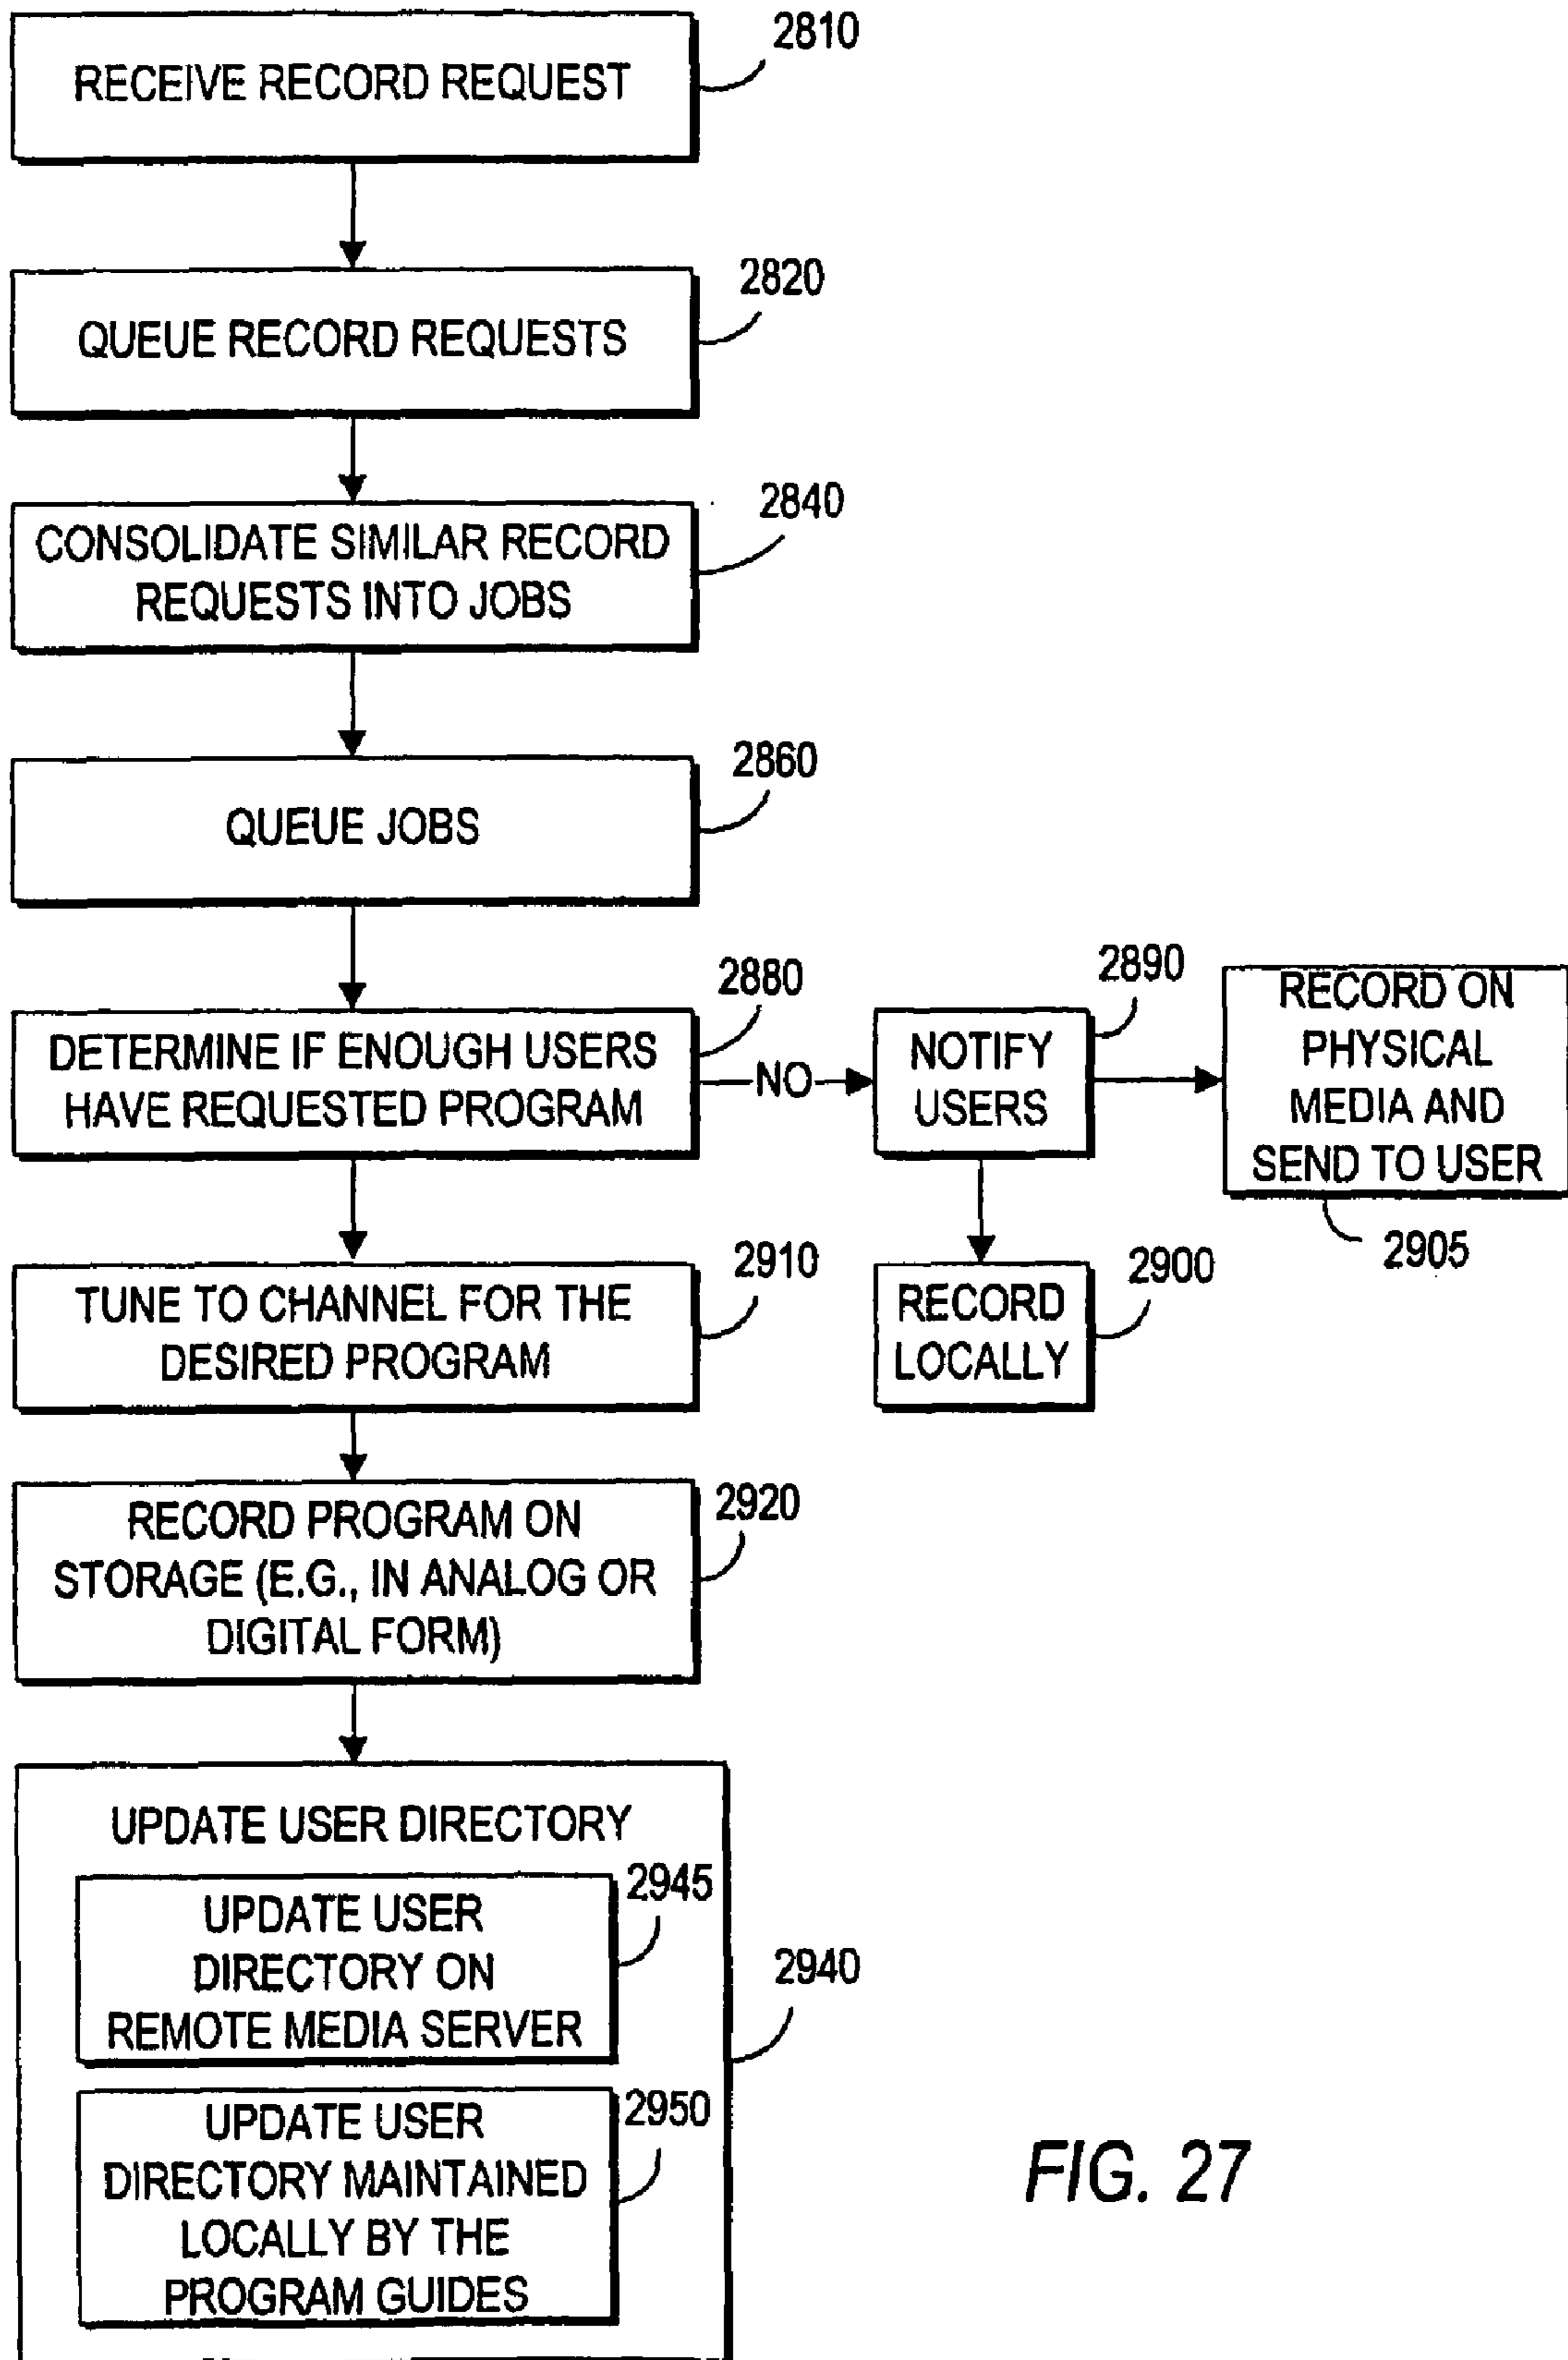 2810
RECEIVE RECORD REQUEST
2820
QUEUE RECORD REQUESTS
2840
CONSOLIDATE SIMILAR RECORD
REQUESTS INTO JOBS
2860
QUEUE JOBS
2880
DETERMINE IF ENOUGH USERS
HAVE REQUESTED PROGRAM
NO
2890
NOTIFY
USERS
RECORD ON
PHYSICAL
MEDIA AND
SEND TO USER
2905
2900
RECORD
LOCALLY
2910
TUNE TO CHANNEL FOR THE
DESIRED PROGRAM
2920
RECORD PROGRAM ON
STORAGE (E.G., IN ANALOG OR
DIGITAL FORM)
UPDATE USER DIRECTORY
2945
UPDATE USER
DIRECTORY ON
REMOTE MEDIA SERVER
2940
2950
UPDATE USER
DIRECTORY MAINTAINED
LOCALLY BY THE
PROGRAM GUIDES
FIG. 27